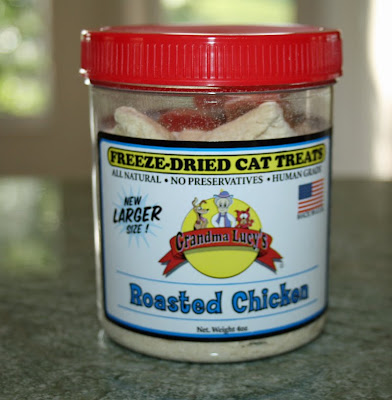 FREEZE-DRIED CAT TREATS
ALL NATURAL • NO PRESERVATIVES • HUMAN GRADE
NEW
LARGER
SIZE !
Grandma Lucy's
Roasted Chicken
Net. Weight 4oz